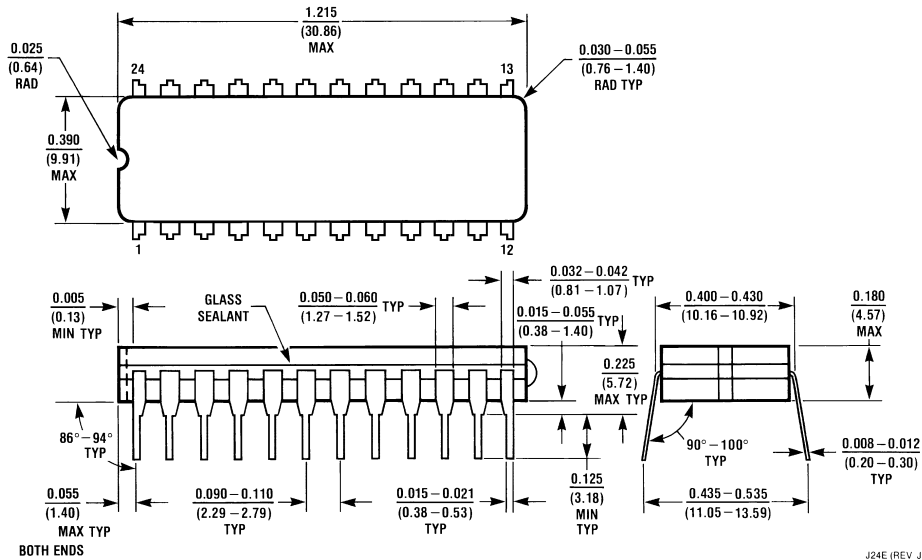 1.215
(30.86)
MAX
0.025
(0.64)
RAD
24
13
0.030 – 0.055
(0.76 – 1.40)
RAD TYP
0.390
(9.91)
MAX
1
12
0.005
(0.13)
MIN TYP
GLASS
SEALANT
0.050 – 0.060
(1.27 – 1.52)
TYP
0.032 – 0.042
(0.81 – 1.07)
TYP
0.015 – 0.055
(0.38 – 1.40)
TYP
0.400 – 0.430
(10.16 – 10.92)
0.180
(4.57)
MAX
0.225
(5.72)
MAX TYP
86°– 94°
TYP
90°– 100°
TYP
0.008 – 0.012
(0.20 – 0.30)
TYP
0.055
(1.40)
MAX TYP
BOTH ENDS
0.090 – 0.110
(2.29 – 2.79)
TYP
0.015 – 0.021
(0.38 – 0.53)
TYP
0.125
(3.18)
MIN
TYP
0.435 – 0.535
(11.05 – 13.59)
J24E (REV J